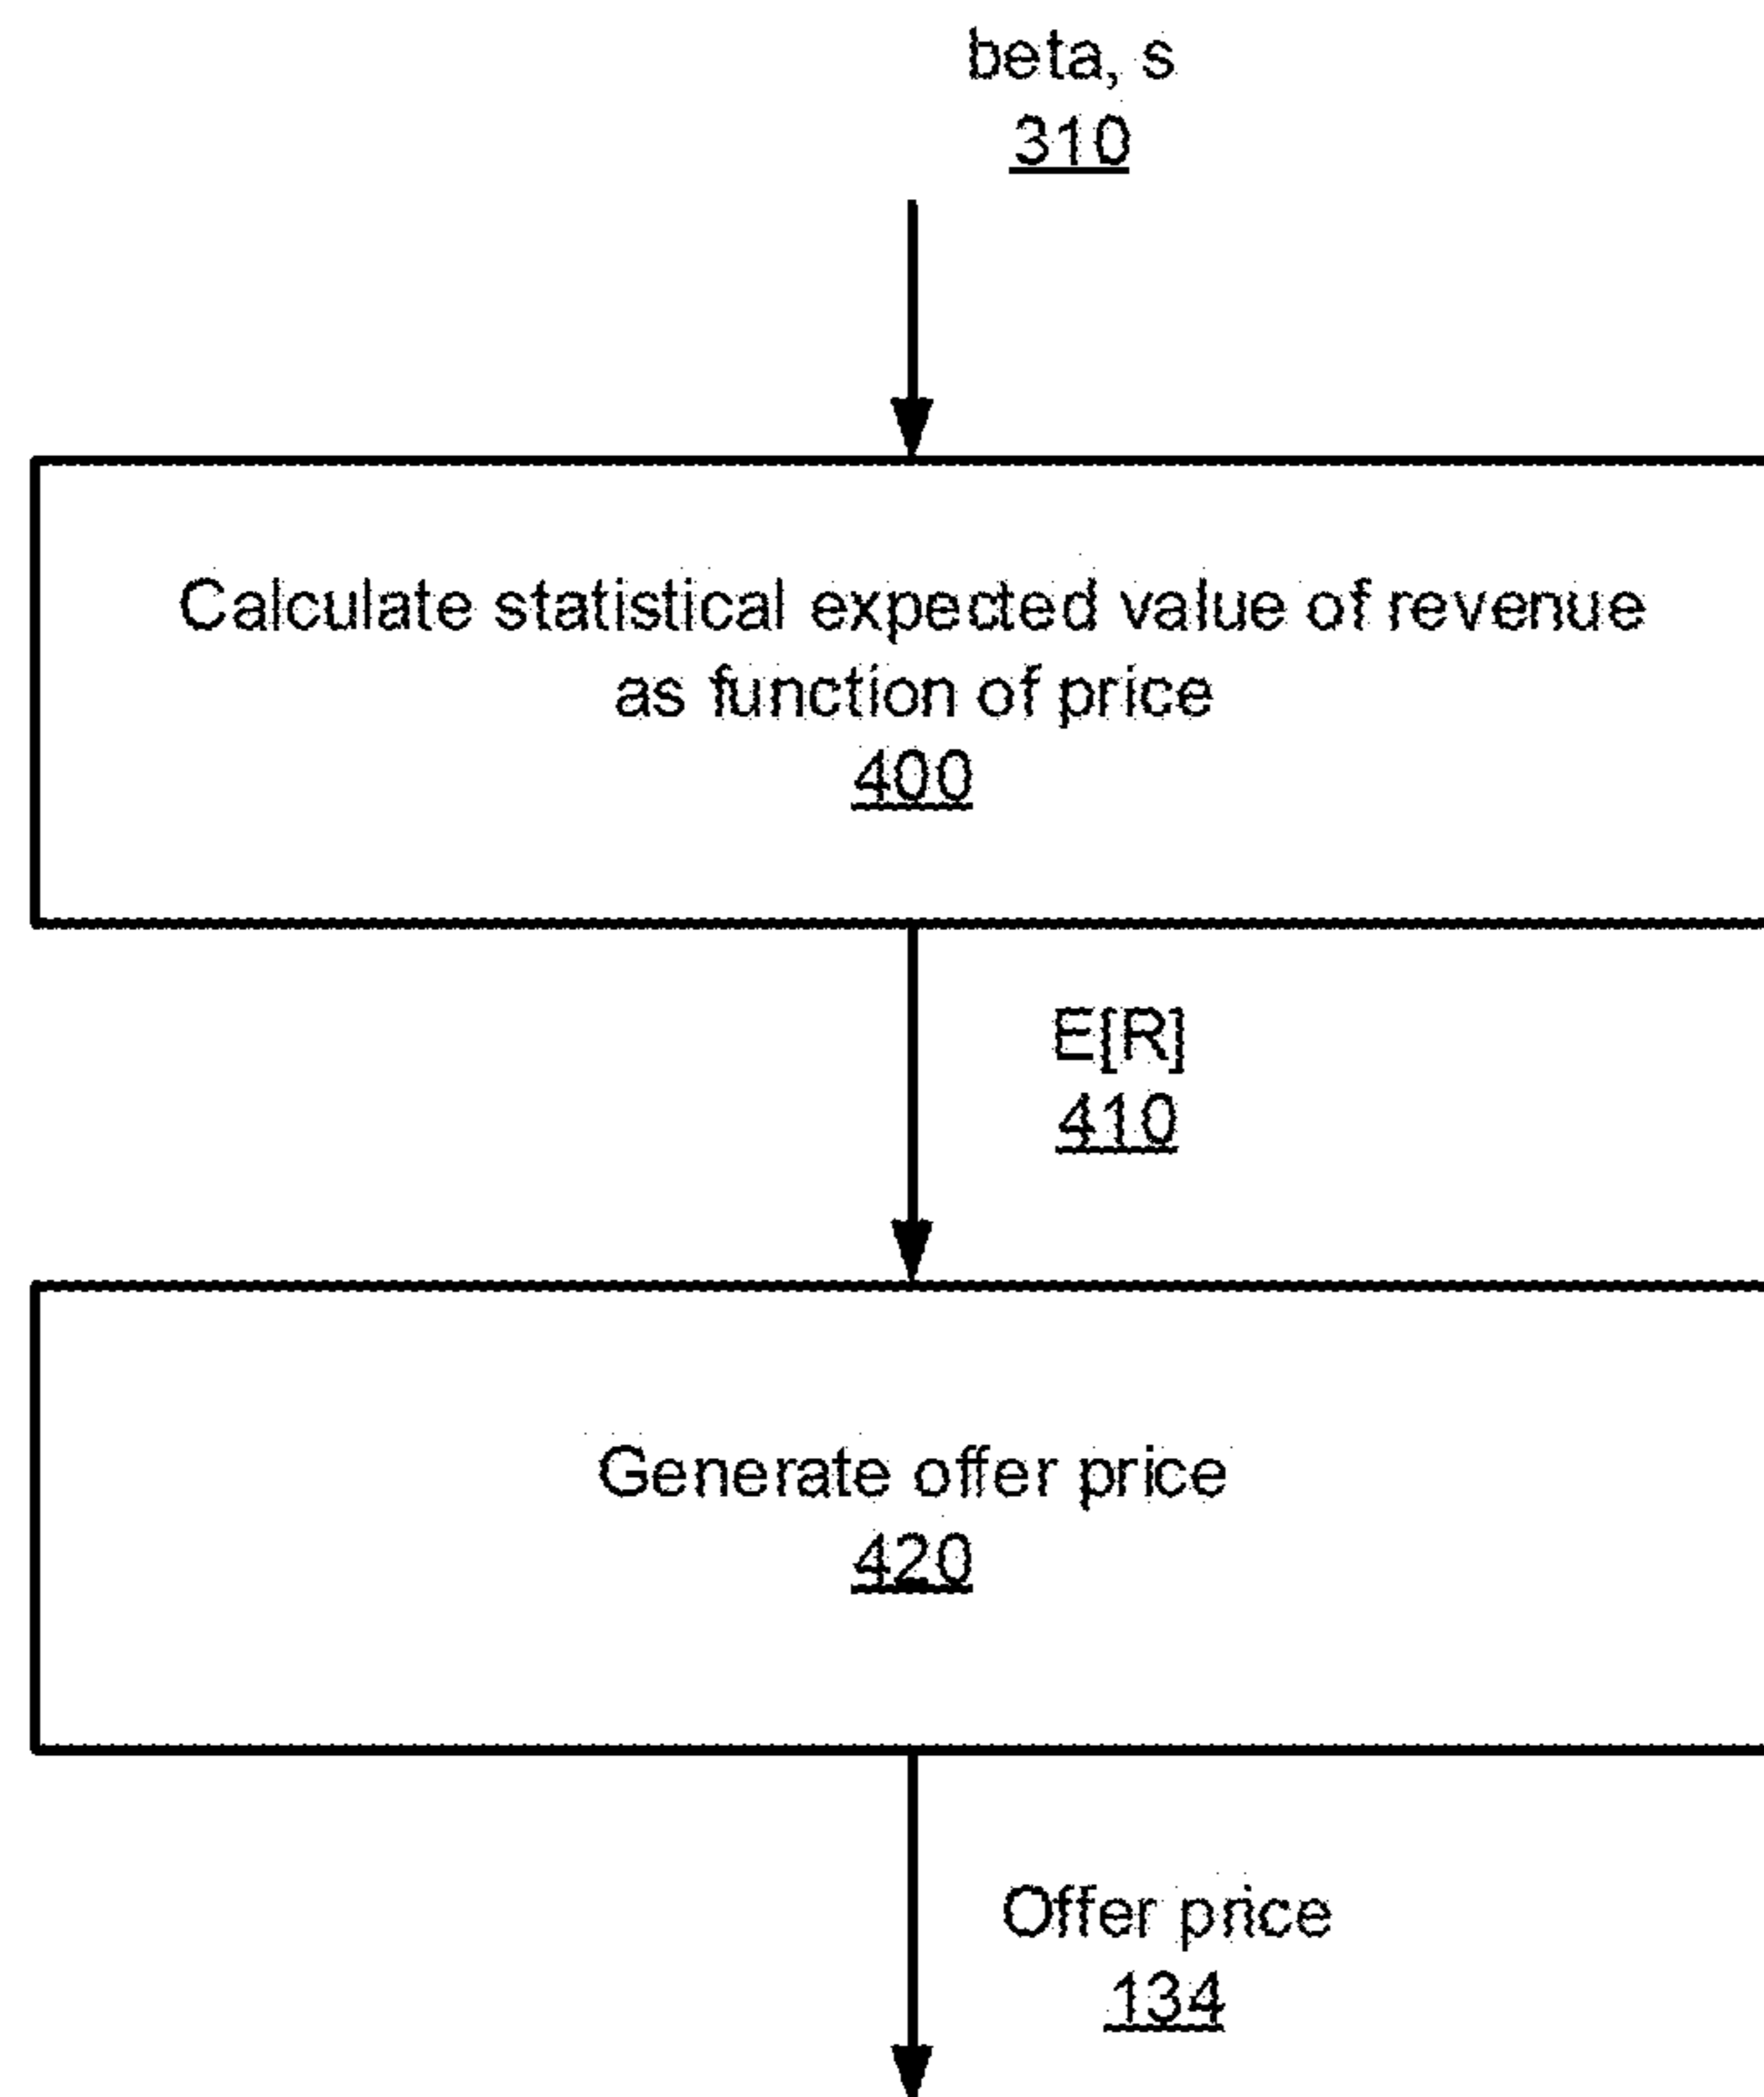 beta, s
310
Calculate statistical expected value of revenue
as function of price
400
E[R]
410
Generate offer price
420
Offer price
134